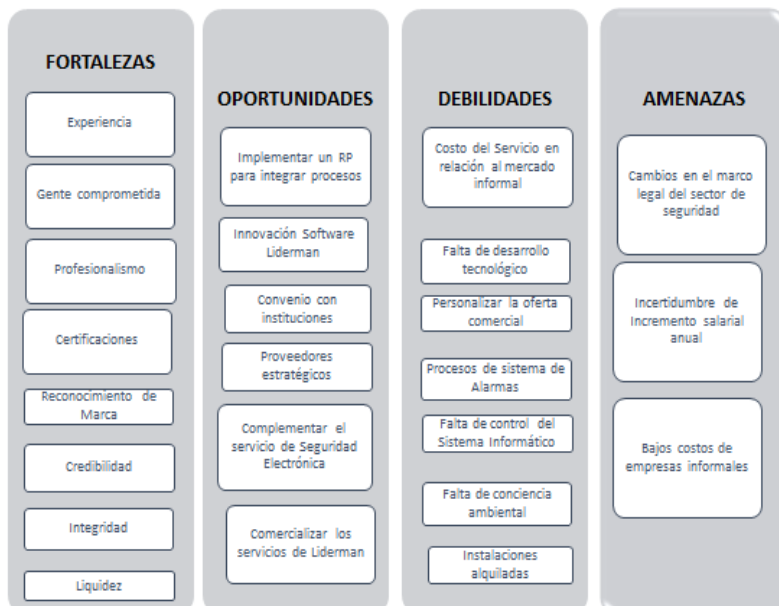 FORTALEZAS
Experiencia
Gente comprometida
Profesionalismo
Certificaciones
Reconocimiento de
Marca
Credibilidad
Integridad
Liquidez
OPORTUNIDADES
Implementar un RP
para integrar procesos
Innovación Software
Liderman
Convenio con
instituciones
Proveedores
estratégicos
Complementar el
servicio de Seguridad
Electrónica
Comercializar los
servicios de Liderman
DEBILIDADES
Costo del Servicio en
relación al mercado
informal
Falta de desarrollo
tecnológico
Personalizar la oferta
comercial
Procesos de sistema de
Alarmas
Falta de control del
Sistema Informático
Falta de conciencia
ambiental
Instalaciones
alquiladas
AMENAZAS
Cambios en el marco
legal del sector de
seguridad
Incertidumbre de
Incremento salarial
anual
Bajos costos de
empresas informales